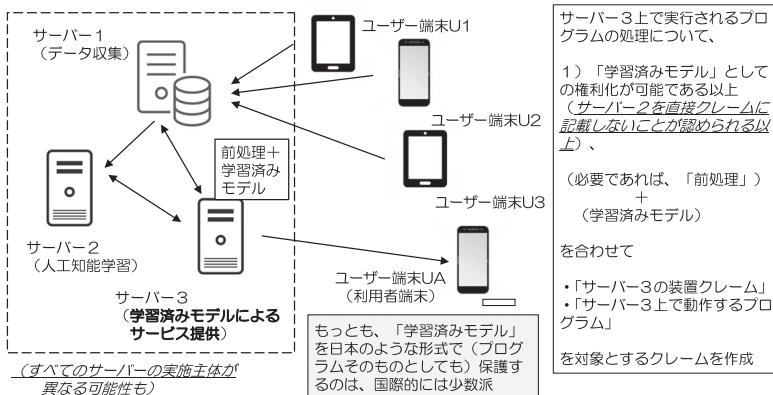 サーバー1
（データ収集）
ユーザー端末U1
ユーザー端末U2
前処理＋
学習済み
モデル
ユーザー端末U3
サーバー2
（人工知能学習）
サーバー3
（学習済みモデルによる
サービス提供）
ユーザー端末UA
（利用者端末）
（すべてのサーバーの実施主体が
異なる可能性も）
もっとも、「学習済みモデル」
を日本のような形式で（プログ
ラムそのものとしても）保護す
るのは、国際的には少数派
サーバー3上で実行されるプロ
グラムの処理について、
1）「学習済みモデル」として
の権利化が可能である以上
（サーバー2を直接クレームに
記載しないことが認められる以
上）、
（必要であれば、「前処理」）
＋
（学習済みモデル）
を合わせて
・「サーバー3の装置クレーム」
・「サーバー3上で動作するプロ
グラム」
を対象とするクレームを作成